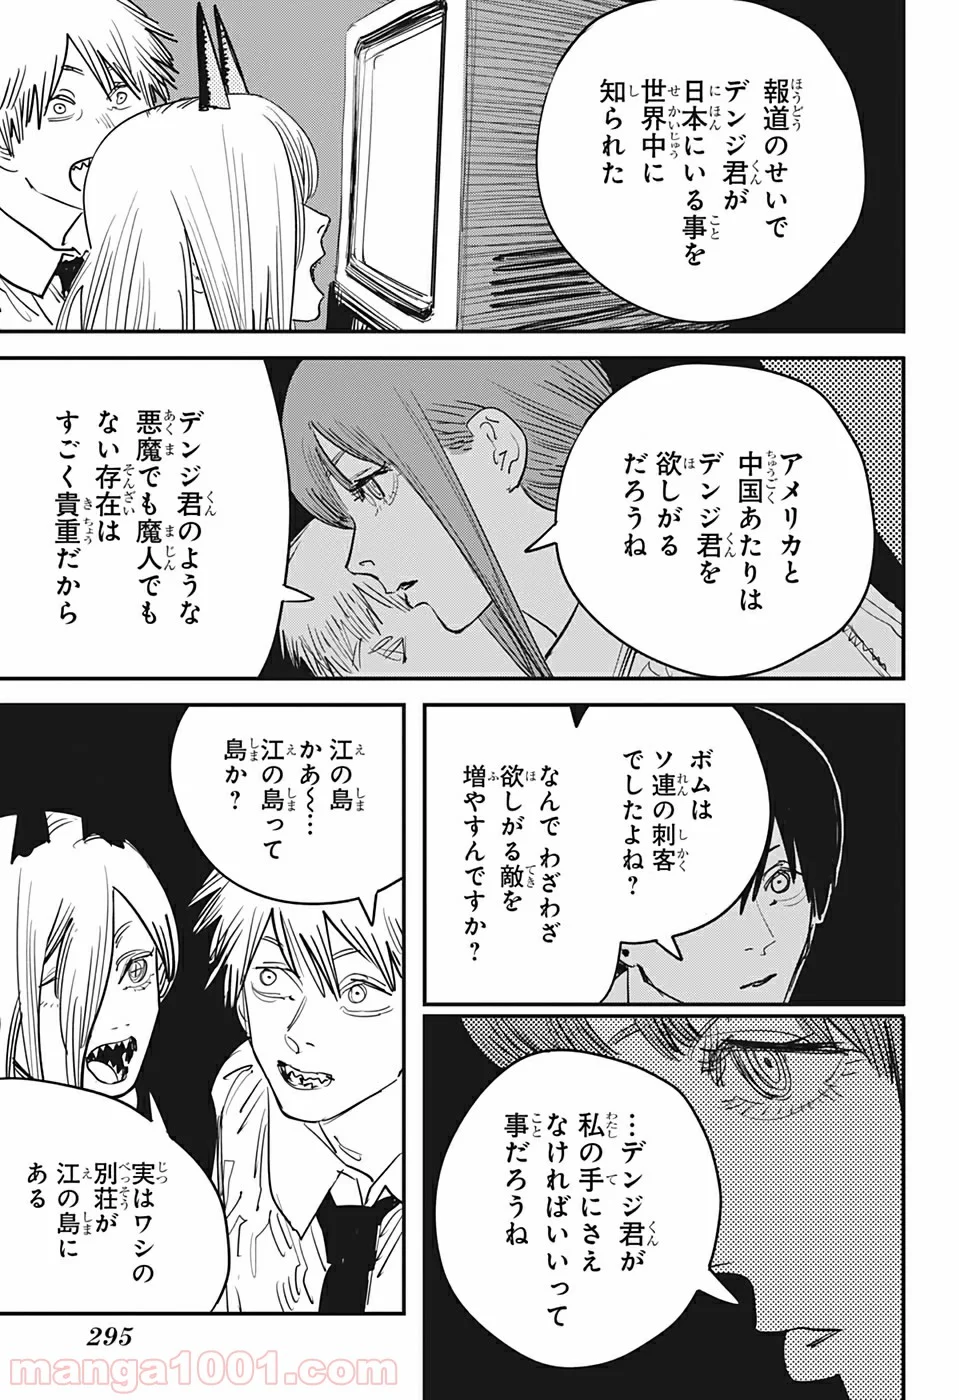 報道のせいで
デンジ君が
日本にいる事を
世界中に
知られた
アメリカと
中国あたりは
デンジ君を
欲しがる
だろうね
デンジ君のような
悪魔でも魔人でも
ない存在は
すごく貴重だから
ボムは
ソ連の刺客
でしたよね?
なんで わざわざ
欲しがる敵を
増やすんですか?
…デンジ君が
私の手にさえ
なければいいって
事だろうね
江の島
かあ〜…
江の島って
島か?
実はワシの
別荘が
江の島に
ある
295
manga1001.com